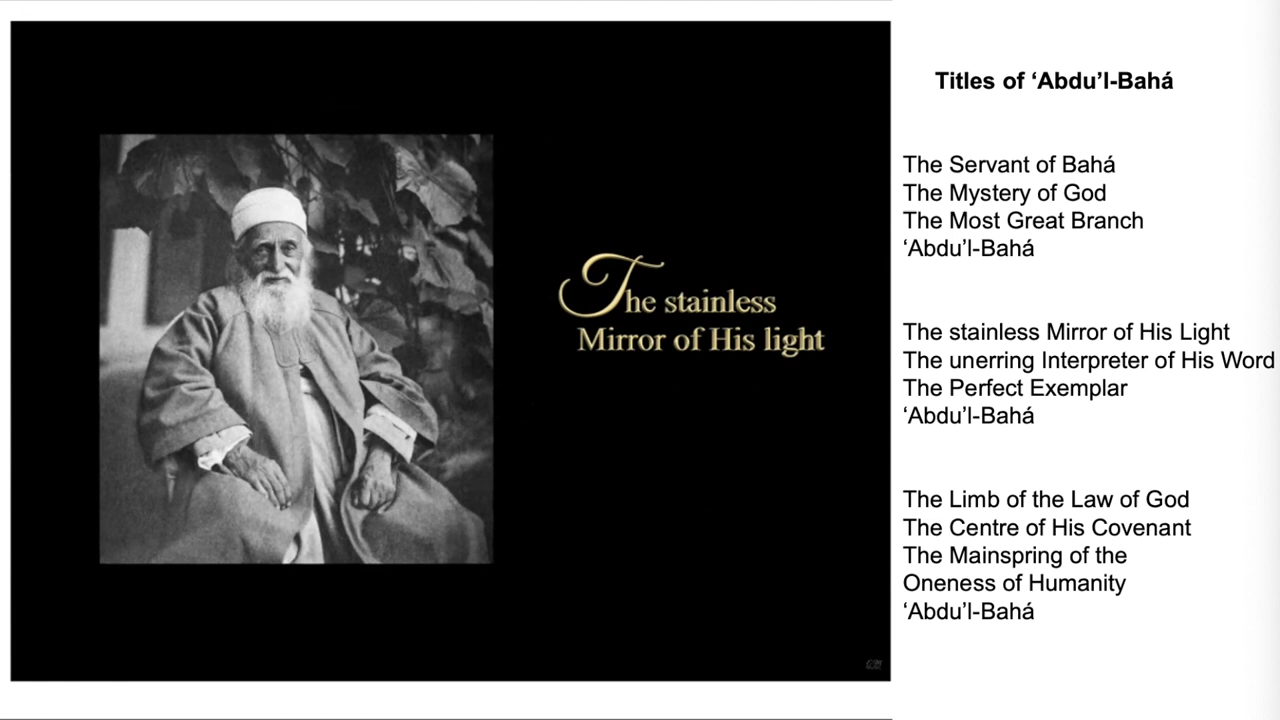 The stainless
Mirror of His light
Titles of ‘Abdu’l-Bahá
The Servant of Bahá
The Mystery of God
The Most Great Branch
‘Abdu’l-Bahá
The stainless Mirror of His Light
The unerring Interpreter of His Word
The Perfect Exemplar
‘Abdu’l-Bahá
The Limb of the Law of God
The Centre of His Covenant
The Mainspring of the
Oneness of Humanity
‘Abdu’l-Bahá